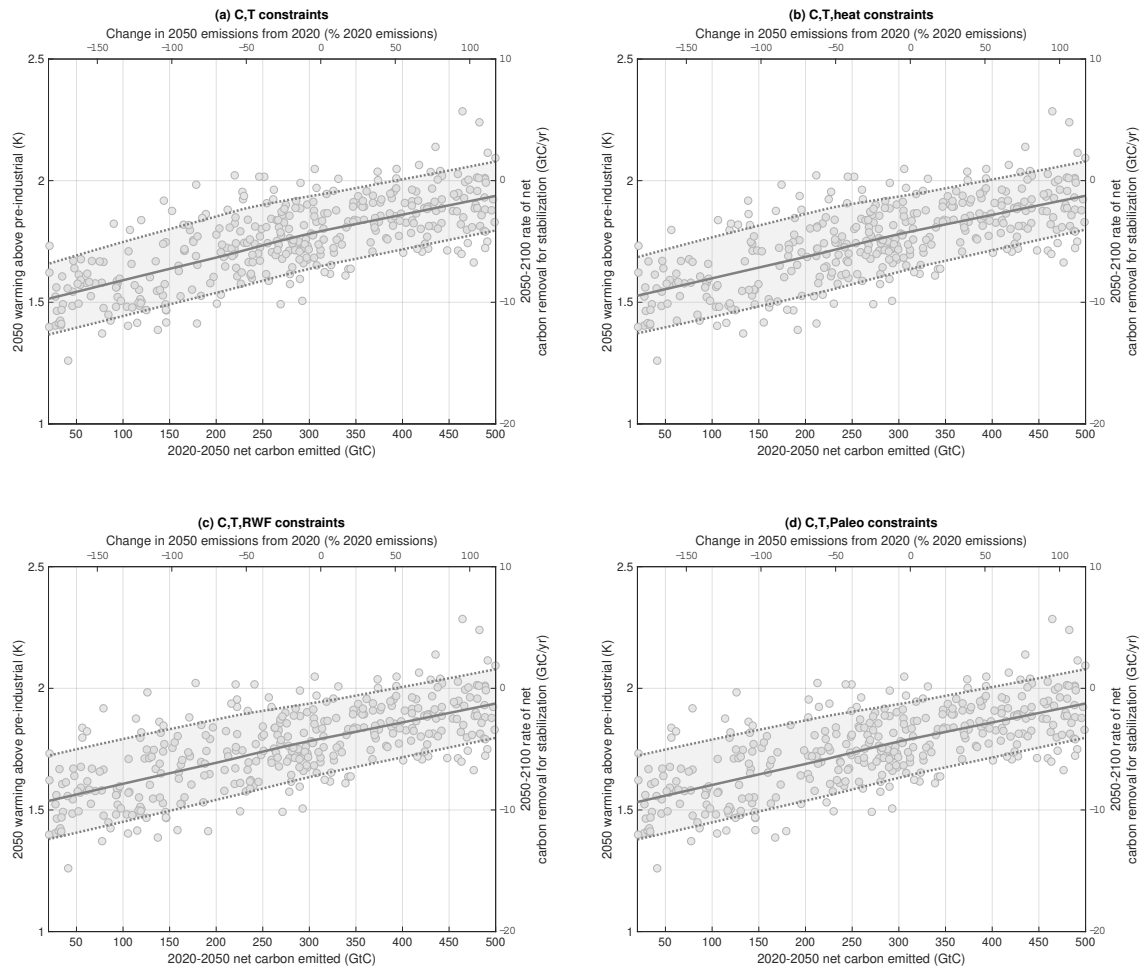 (a) C,T constraints
Change in 2050 emissions from 2020 (% 2020 emissions)
−150 −100 −50 0 50 100
2.5
2
1.5
1
2050 warming above pre-industrial (K)
10
0
−10
−20
2050-2100 rate of net
carbon removal for stabilization (GtC/yr)
50 100 150 200 250 300 350 400 450 500
2020-2050 net carbon emitted (GtC)
(b) C,T,heat constraints
Change in 2050 emissions from 2020 (% 2020 emissions)
−150 −100 −50 0 50 100
2.5
2
1.5
1
2050 warming above pre-industrial (K)
10
0
−10
−20
2050-2100 rate of net
carbon removal for stabilization (GtC/yr)
50 100 150 200 250 300 350 400 450 500
2020-2050 net carbon emitted (GtC)
(c) C,T,RWF constraints
Change in 2050 emissions from 2020 (% 2020 emissions)
−150 −100 −50 0 50 100
2.5
2
1.5
1
2050 warming above pre-industrial (K)
10
0
−10
−20
2050-2100 rate of net
carbon removal for stabilization (GtC/yr)
50 100 150 200 250 300 350 400 450 500
2020-2050 net carbon emitted (GtC)
(d) C,T,Paleo constraints
Change in 2050 emissions from 2020 (% 2020 emissions)
−150 −100 −50 0 50 100
2.5
2
1.5
1
2050 warming above pre-industrial (K)
10
0
−10
−20
2050-2100 rate of net
carbon removal for stabilization (GtC/yr)
50 100 150 200 250 300 350 400 450 500
2020-2050 net carbon emitted (GtC)